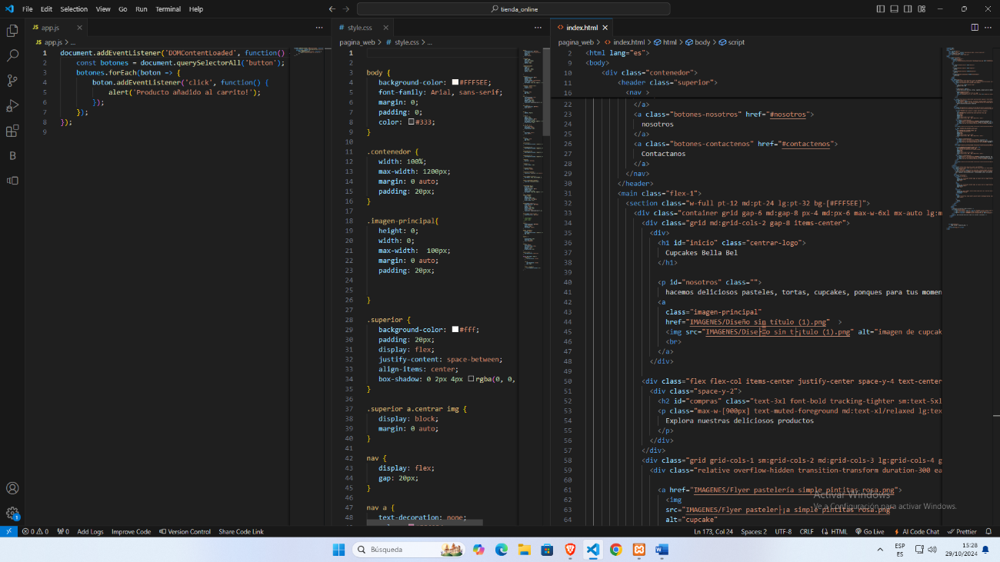 File Edit Selection View Go Run Terminal Help
tienda_online
JS app.js
JS app.js > ...
1 document.addEventListener('DOMContentLoaded', function()
2 const botones = document.querySelectorAll('button');
3 botones.forEach(boton => {
4 boton.addEventListener('click', function() {
5 alert('Producto añadido al carrito!');
6 });
7 });
8 });
9
# style.css
pagina_web > # style.css > ...
1
2
3 body {
4 background-color: #FFF5EE;
5 font-family: Arial, sans-serif;
6 margin: 0;
7 padding: 0;
8 color: #333;
9 }
10
11 .contenedor {
12 width: 100%;
13 max-width: 1200px;
14 margin: 0 auto;
15 padding: 20px;
16 }
17
18 .imagen-principal{
19 height: 0;
20 width: 0;
21 max-width: 100px;
22 margin: 0 auto;
23 padding: 20px;
24
25
26 }
27
28 .superior {
29 background-color: #fff;
30 padding: 20px;
31 display: flex;
32 justify-content: space-between;
33 align-items: center;
34 box-shadow: 0 2px 4px rgba(0, 0,
35 }
36
37 .superior a.centrar img {
38 display: block;
39 margin: 0 auto;
40 }
41
42 nav {
43 display: flex;
44 gap: 20px;
45 }
46
47 nav a {
48 text-decoration: none;
<> index.html
pagina_web > <> index.html > html > body > script
2 <html lang="es">
9 <body>
10 <div class="contenedor">
11 <header class="superior">
16 <nav >
22 </a>
23 <a class="botones-nosotros" href="#nosotros">
24 nosotros
25 </a>
26 <a class="botones-contactenos" href="#contactenos">
27 Contactanos
28 </a>
29 </nav>
30 </header>
31 <main class="flex-1">
32 <section class="w-full pt-12 md:pt-24 lg:pt-32 bg-[#FFF5EE]">
33 <div class="container grid gap-6 md:gap-8 px-4 md:px-6 max-w-6xl mx-auto lg:m
34 <div class="grid md:grid-cols-2 gap-8 items-center">
35 <div>
36 <h1 id="inicio" class="centrar-logo">
37 Cupcakes Bella Bel
38 </h1>
39
40 <p id="nosotros" class="">
41 hacemos deliciosos pasteles, tortas, cupcakes, ponques para tus momen
42 <a
43 class="imagen-principal"
44 href="IMAGENES/Diseño sin título (1).png" >
45 <img src="IMAGENES/Dise├▒o sin t├¡tulo (1).png" alt="imagen de cupcak
46 <br>
47 </a>
48 </div>
49
50 <div class="flex flex-col items-center justify-center space-y-4 text-center
51 <div class="space-y-2">
52 <h2 id="compras" class="text-3xl font-bold tracking-tighter sm:text-5xl
53 <p class="max-w-[900px] text-muted-foreground md:text-xl/relaxed lg:tex
54 Explora nuestras deliciosos productos
55 </p>
56 </div>
57 </div>
58 <div class="grid grid-cols-1 sm:grid-cols-2 md:grid-cols-3 lg:grid-cols-4 g
59 <div class="relative overflow-hidden transition-transform duration-300 ea
60
61 <a href="IMAGENES/Flyer pastelería simple pintitas rosa.png">
62 <img
63 src="IMAGENES/Flyer pasteler├¡a simple pintitas rosa.png
64 alt="cupcake"
Activar Windows
Ve a Configuración para activar Windows.
0 0 0 Add Logs Improve Code Version Control Share Code Link
Ln 173, Col 24 Spaces: 2 UTF-8 CRLF HTML Go Live AI Code Chat Prettier
Búsqueda
ESP
ES
15:28
29/10/2024